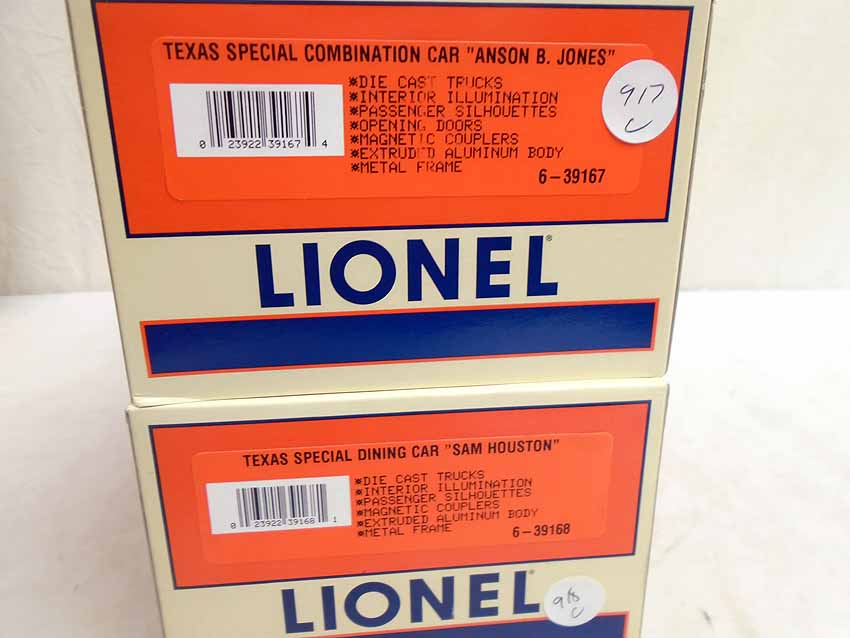 TEXAS SPECIAL COMBINATION CAR "ANSON B. JONES"
*DIE CAST TRUCKS
*INTERIOR ILLUMINATION
*PASSENGER SILHOUETTES
*OPENING DOORS
*MAGNETIC COUPLERS
*EXTRUDED ALUMINUM BODY
*METAL FRAME
0 23922 39167 4
6-39167
917
U
LIONEL®
TEXAS SPECIAL DINING CAR "SAM HOUSTON"
*DIE CAST TRUCKS
*INTERIOR ILLUMINATION
*PASSENGER SILHOUETTES
*MAGNETIC COUPLERS
*EXTRUDED ALUMINUM BODY
*METAL FRAME
0 23922 39168 1
6-39168
LIONEL®
918
U